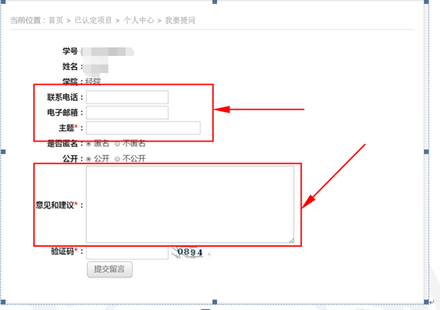 当前位置：首页 > 已认定项目 > 个人中心 > 我要提问
学号：
姓名：
学院：经院
联系电话：
电子邮箱：
主题*：
是否匿名：匿名 不匿名
公开：公开 不公开
意见和建议*：
验证码*： 0894
提交留言